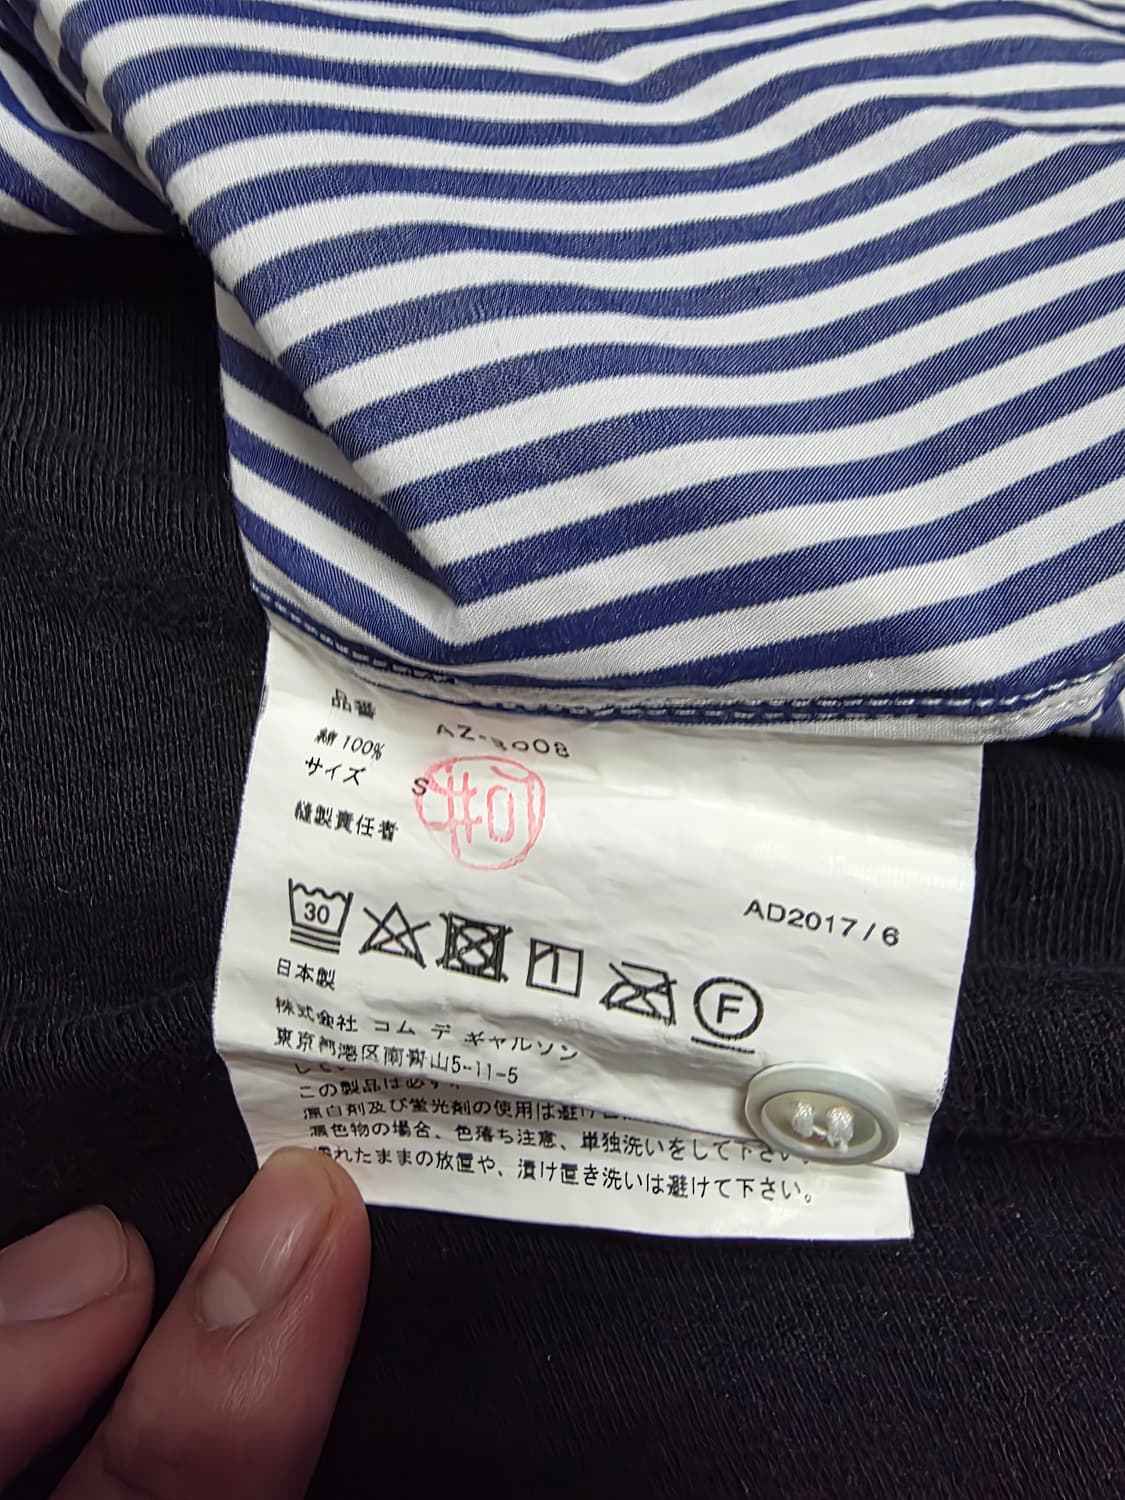 品番 AZ-B008
綿 100%
サイズ S
縫製責任者
AD2017/6
30
F
日本製
株式会社 コム デ ギャルソン
東京都港区南青山5-11-5
この製品は必ず
漂白剤及び蛍光剤の使用は避け
濃色物の場合、色落ち注意、単独洗いをして下さい。
濡れたままの放置や、漬け置き洗いは避けて下さい。